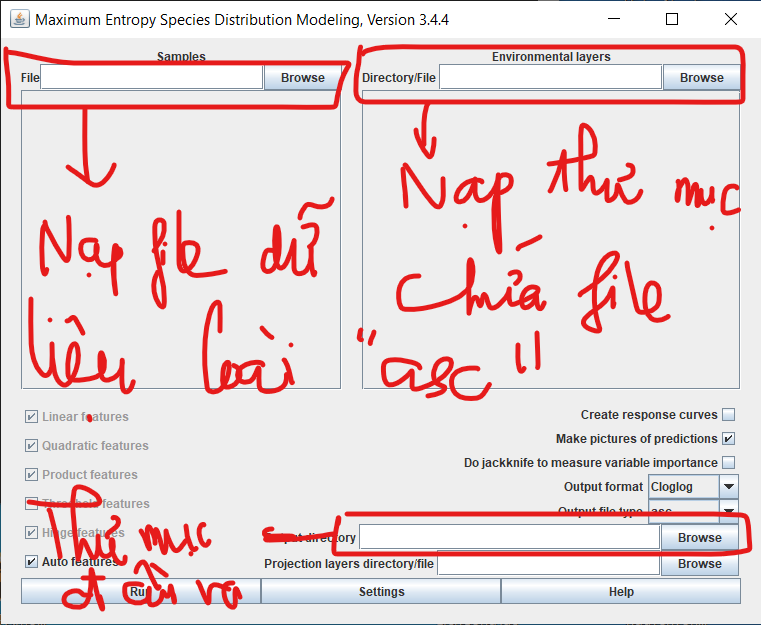 Maximum Entropy Species Distribution Modeling, Version 3.4.4
Samples
File
Browse
Environmental layers
Directory/File
Browse
Nạp file dữ
liệu loài
Nạp thư mục
chứa file
"asc"
Linear features
Quadratic features
Product features
Threshold features
Hinge features
Auto features
Create response curves
Make pictures of predictions
Do jackknife to measure variable importance
Output format Cloglog
Output file type asc
Output directory
Browse
Projection layers directory/file
Browse
Thư mục
đầu ra
Run
Settings
Help